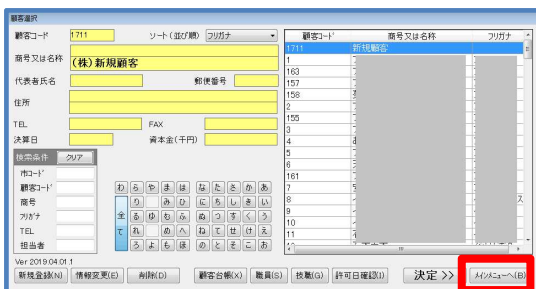 顧客選択
顧客コード 1711 ソート(並び順) フリガナ
商号又は名称 (株)新規顧客
代表者氏名 郵便番号
住所
TEL FAX
決算日 資本金(千円)
検索条件 クリア
市コード
顧客コード
商号
フリガナ
TEL
担当者
わ ら や ま は な た さ か あ
り み ひ に ち し き い
全 る ゆ む ふ ぬ つ す く う
て れ め へ ね て せ け え
ろ よ も ほ の と そ こ お
顧客コード 商号又は名称 フリガナ
1711 新規顧客
1
163
157
158
2
155
3
4
5
6
161
7
8
9
10
11
Ver 2019.04.01.1
新規登録(N) 情報変更(E) 削除(D) 顧客台帳(X) 職員(S) 技職(G) 許可日確認(I) 決定 >> メインメニューへ(B)